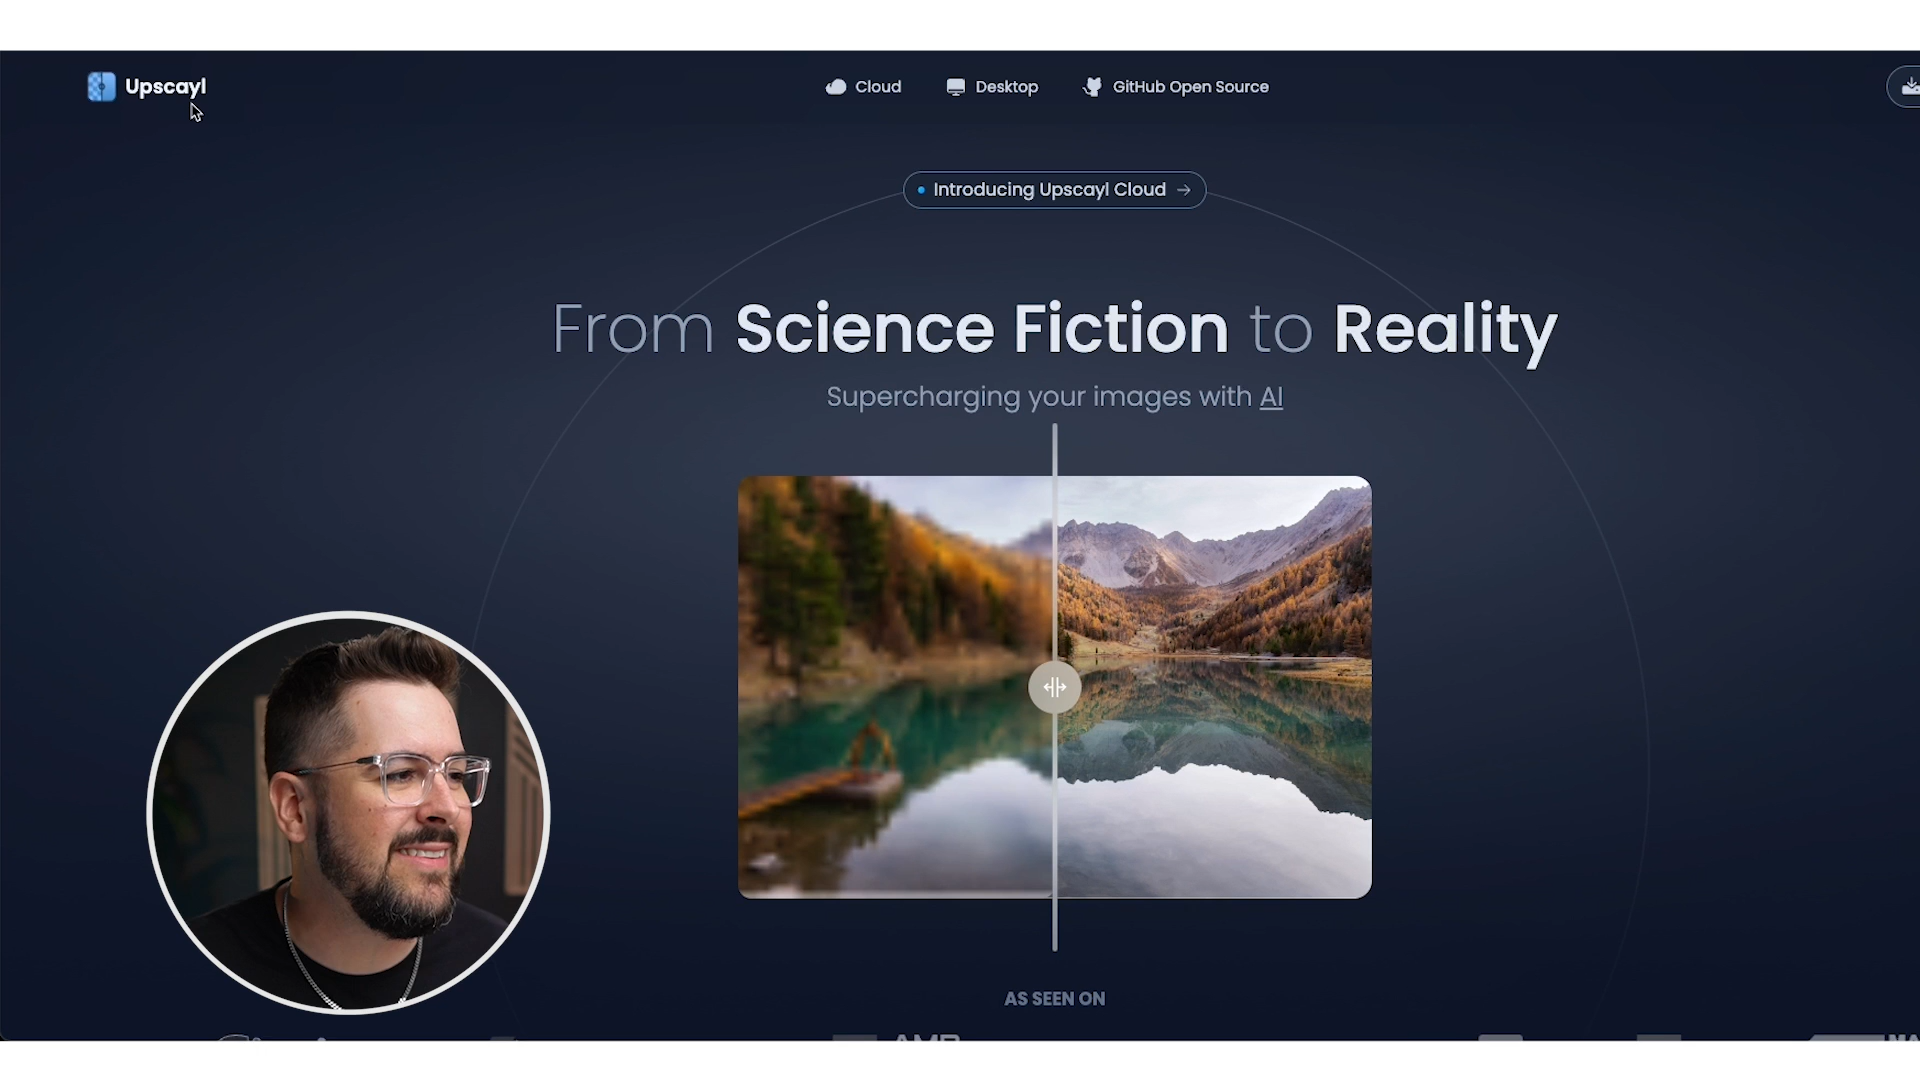 Upscayl
Cloud
Desktop
GitHub Open Source
Introducing Upscayl Cloud →
From Science Fiction to Reality
Supercharging your images with AI
AS SEEN ON